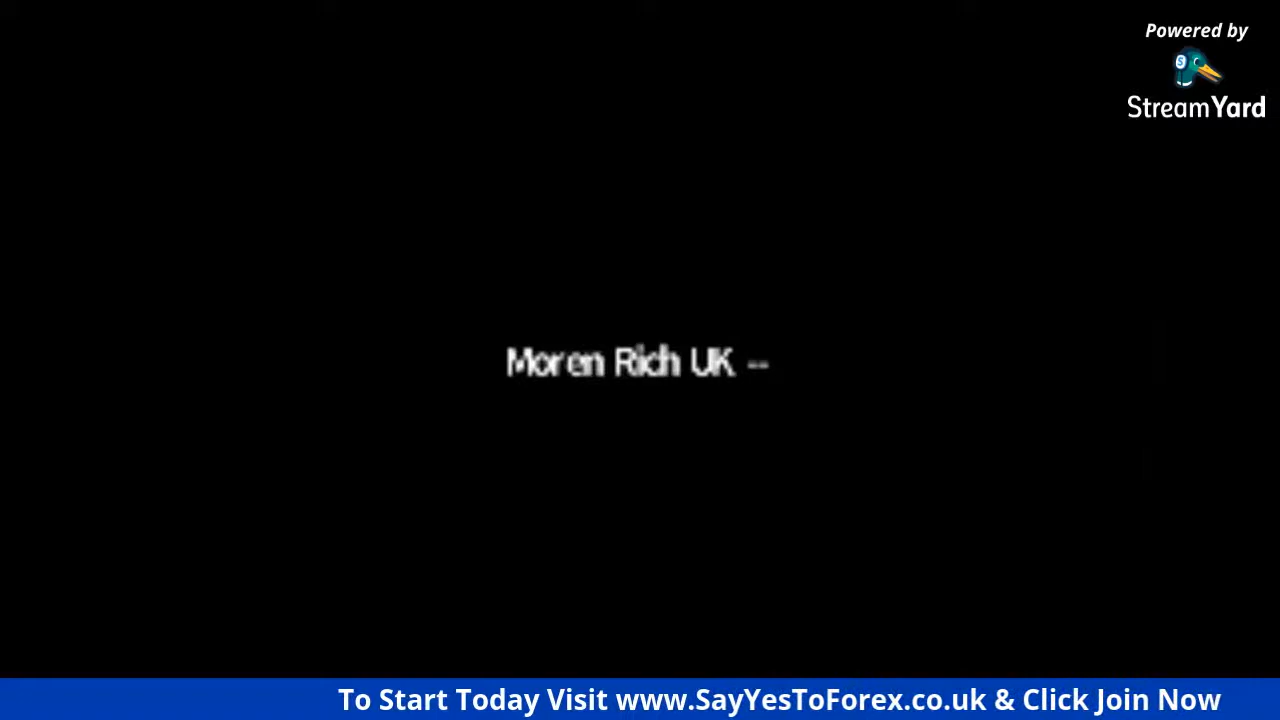 Powered by
StreamYard
Moren Rich UK --
To Start Today Visit www.SayYesToForex.co.uk & Click Join Now